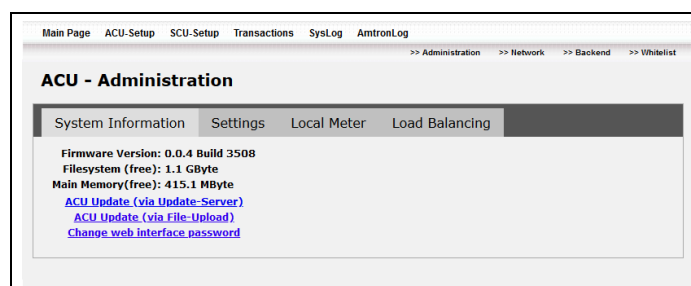 Main Page ACU-Setup SCU-Setup Transactions SysLog AmtronLog
>> Administration >> Network >> Backend >> Whitelist
ACU - Administration
System Information Settings Local Meter Load Balancing
Firmware Version: 0.0.4 Build 3508
Filesystem (free): 1.1 GByte
Main Memory(free): 415.1 MByte
ACU Update (via Update-Server)
ACU Update (via File-Upload)
Change web interface password